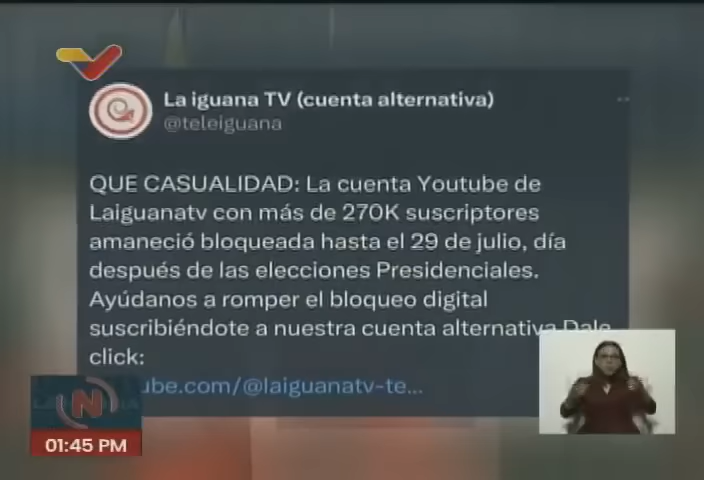 La iguana TV (cuenta alternativa)
@teleiguana
QUE CASUALIDAD: La cuenta Youtube de
Laiguanatv con más de 270K suscriptores
amaneció bloqueada hasta el 29 de julio, día
después de las elecciones Presidenciales.
Ayúdanos a romper el bloqueo digital
suscribiéndote a nuestra cuenta alternativa Dale
click:
ube.com/@laiguanatv-te...
N
01:45 PM